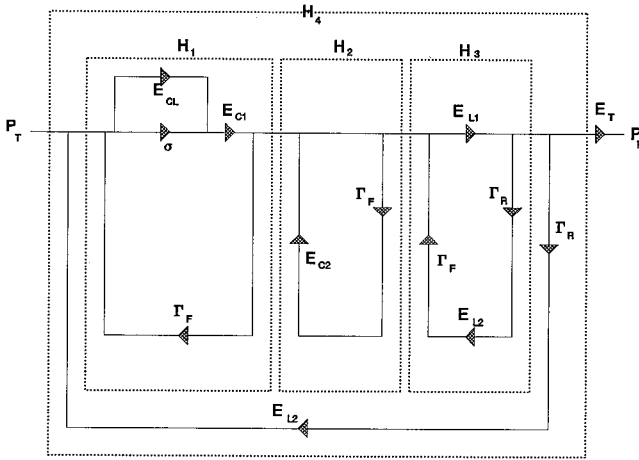 H4
H1
H2
H3
ECL
EC1
EL1
ET
PT
σ
PI
ΓF
ΓR
ΓR
EC2
ΓF
ΓF
EL2
EL2